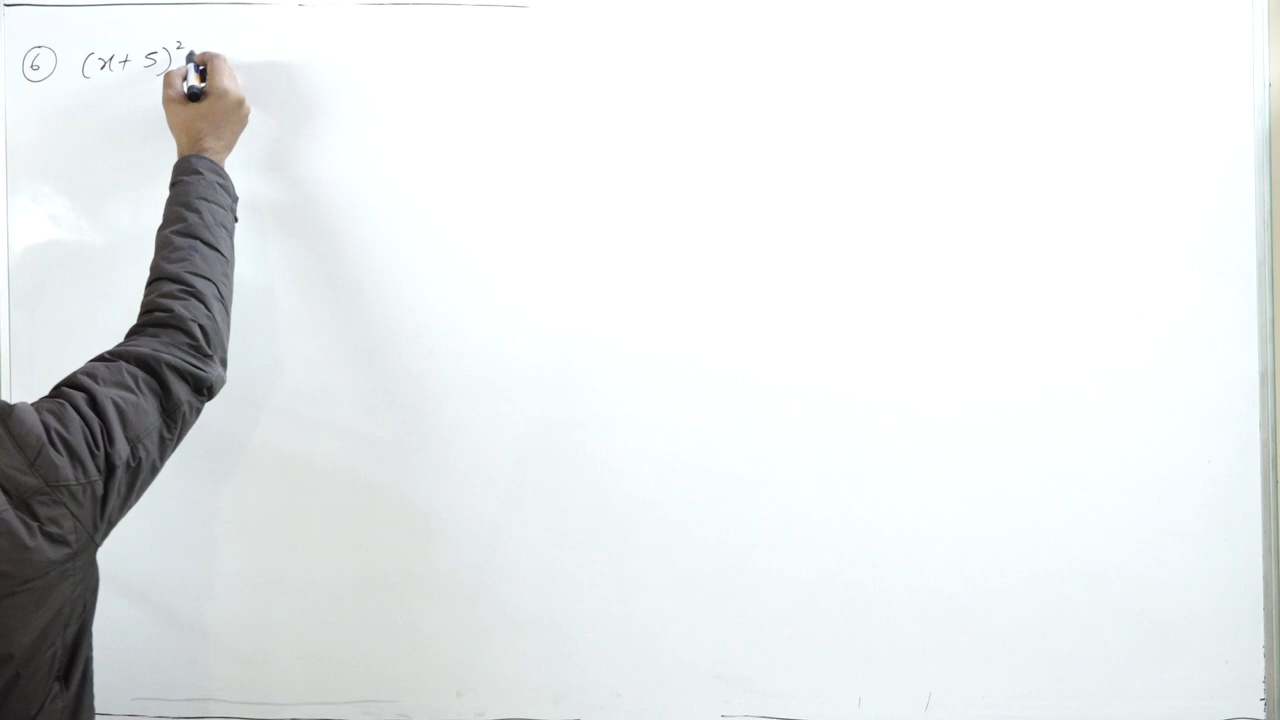 ⑥ (x+5)²